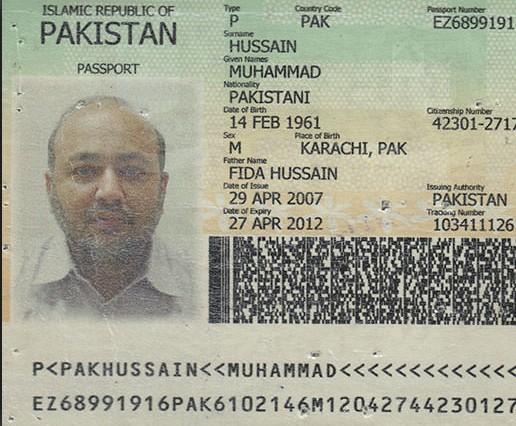 ISLAMIC REPUBLIC OF
PAKISTAN
PASSPORT
Type Country Code Passport Number
P PAK EZ6899191
Surname
HUSSAIN
Given Names
MUHAMMAD
Nationality
PAKISTANI
Date of Birth Citizenship Number
14 FEB 1961 42301-2717
Sex Place of Birth
M KARACHI, PAK
Father Name
FIDA HUSSAIN
Date of Issue Issuing Authority
29 APR 2007 PAKISTAN
Date of Expiry Tracking Number
27 APR 2012 103411126
P<PAKHUSSAIN<<MUHAMMAD<<<<<<<<<<<<<
EZ68991916PAK6102146M12042744230127